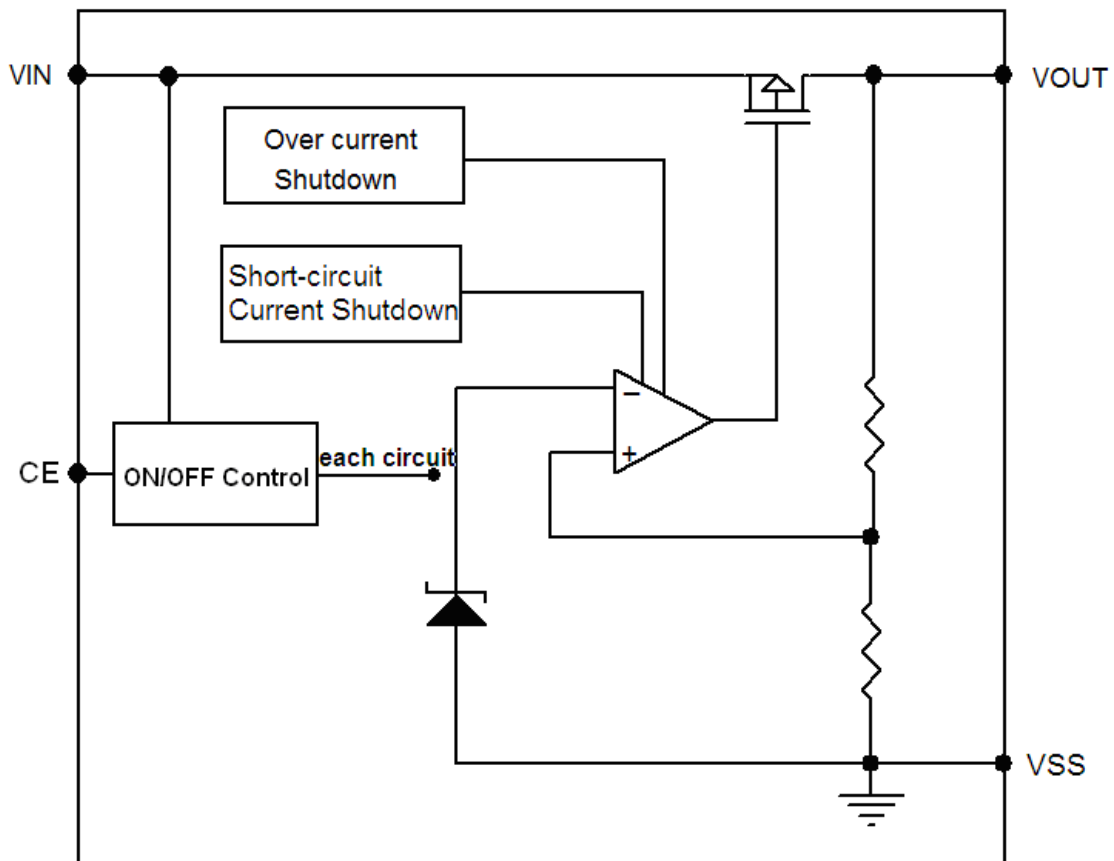 VIN
VOUT
Over current
Shutdown
Short-circuit
Current Shutdown
−
+
CE
ON/OFF Control
each circuit
VSS